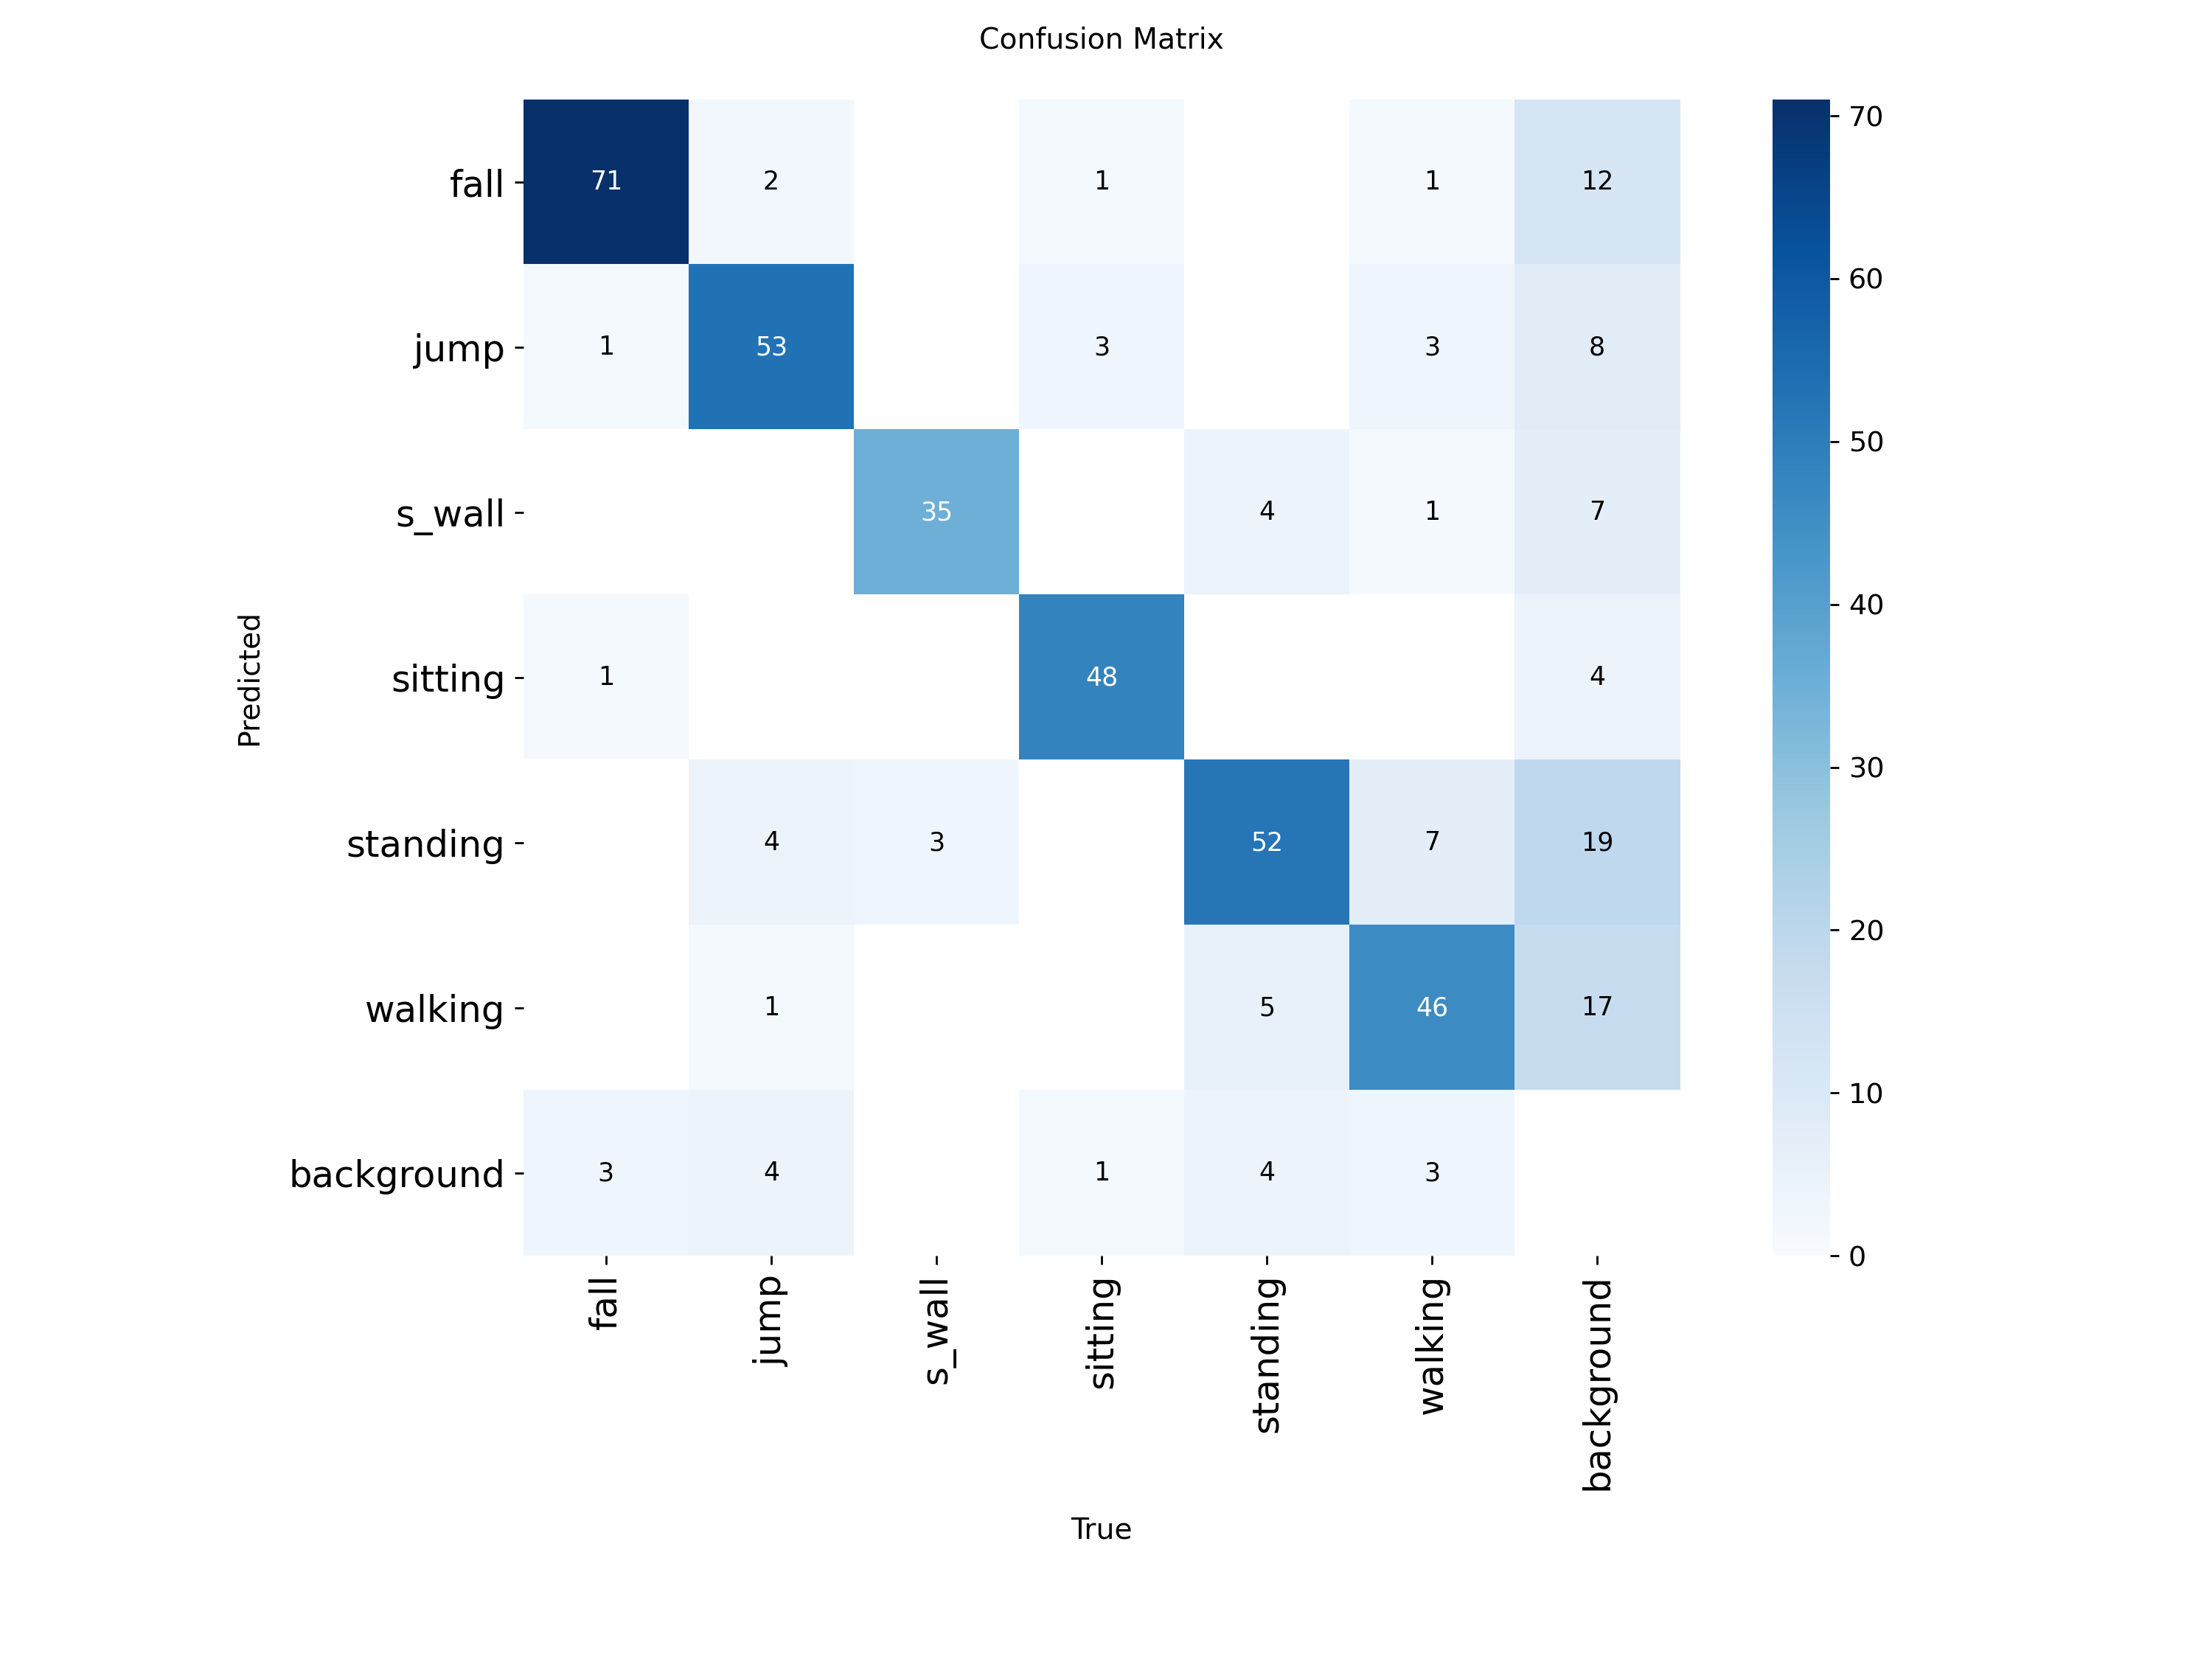 Confusion Matrix
fall 71 2 1 1 12
jump 1 53 3 3 8
s_wall 35 4 1 7
sitting 1 48 4
standing 4 3 52 7 19
walking 1 5 46 17
background 3 4 1 4 3
fall jump s_wall sitting standing walking background
True
Predicted
70
60
50
40
30
20
10
0